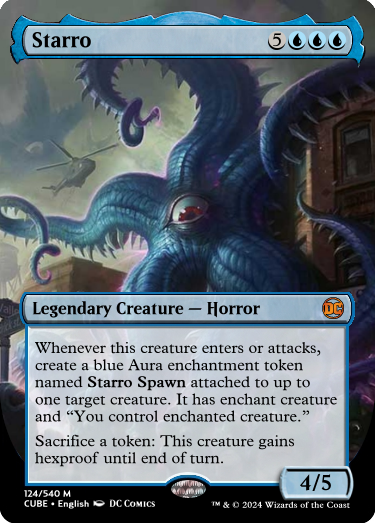 Starro 5
Legendary Creature — Horror DC
Whenever this creature enters or attacks,
create a blue Aura enchantment token
named Starro Spawn attached to up to
one target creature. It has enchant creature
and “You control enchanted creature.”
Sacrifice a token: This creature gains
hexproof until end of turn.
4/5
124/540 M
CUBE • English DC COMICS ™ & © 2024 Wizards of the Coast